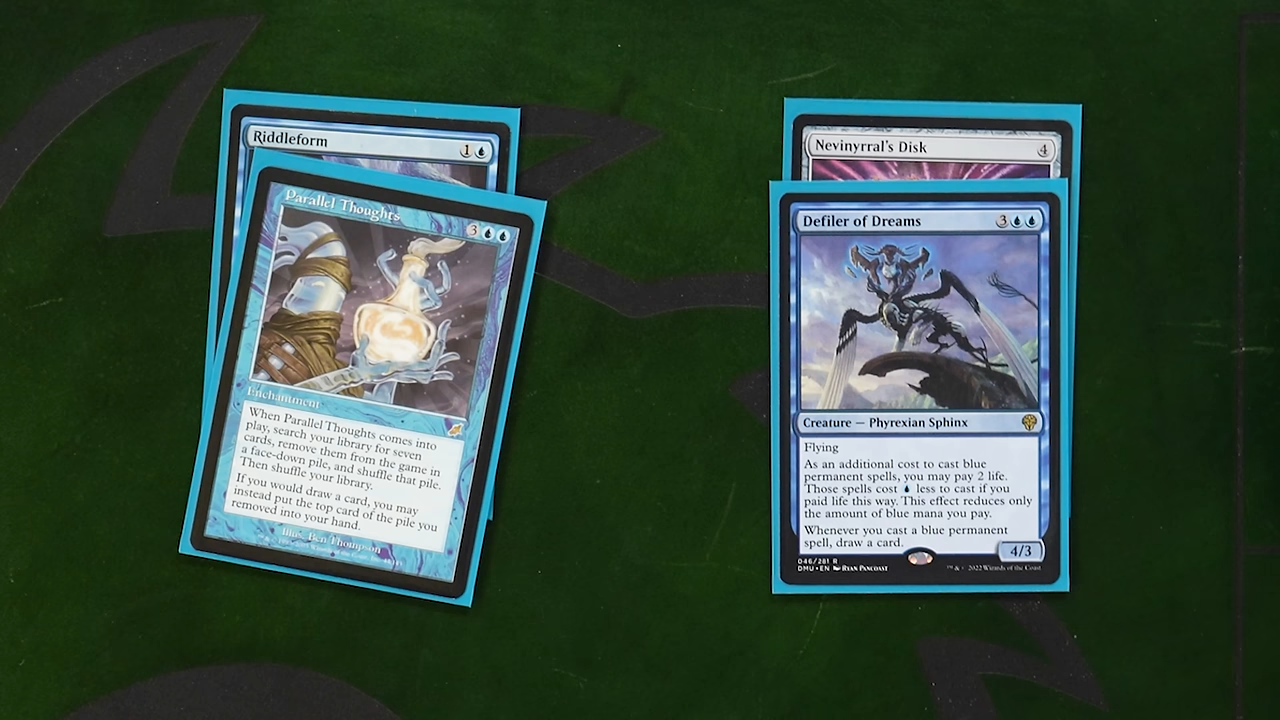 Riddleform
1
Parallel Thoughts
3
Enchantment
When Parallel Thoughts comes into
play, search your library for seven
cards, remove them from the game in
a face-down pile, and shuffle that pile.
Then shuffle your library.
If you would draw a card, you may
instead put the top card of the pile you
removed into your hand.
Illus. Ben Thompson
Nevinyrral's Disk
4
Defiler of Dreams
3
Creature — Phyrexian Sphinx
Flying
As an additional cost to cast blue
permanent spells, you may pay 2 life.
Those spells cost less to cast if you
paid life this way. This effect reduces only
the amount of blue mana you pay.
Whenever you cast a blue permanent
spell, draw a card.
4/3
046/281 R
DMU • EN Ryan Pancoast
™ & © 2022 Wizards of the Coast